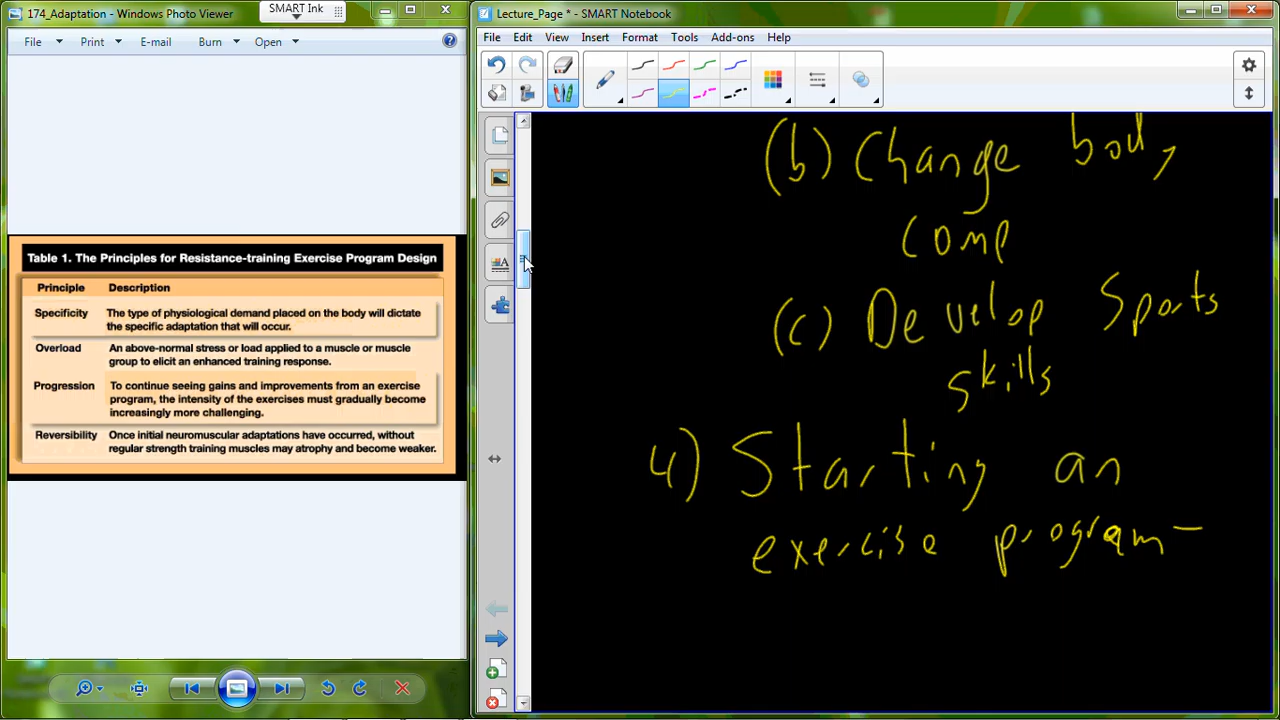 174_Adaptation - Windows Photo Viewer
SMART Ink
File Print E-mail Burn Open
Table 1. The Principles for Resistance-training Exercise Program Design
Principle Description
Specificity The type of physiological demand placed on the body will dictate
the specific adaptation that will occur.
Overload An above-normal stress or load applied to a muscle or muscle
group to elicit an enhanced training response.
Progression To continue seeing gains and improvements from an exercise
program, the intensity of the exercises must gradually become
increasingly more challenging.
Reversibility Once initial neuromuscular adaptations have occurred, without
regular strength training muscles may atrophy and become weaker.
Lecture_Page * - SMART Notebook
File Edit View Insert Format Tools Add-ons Help
(b) Change body
comp
(c) Develop Sports
skills
4) Starting an
exercise program-